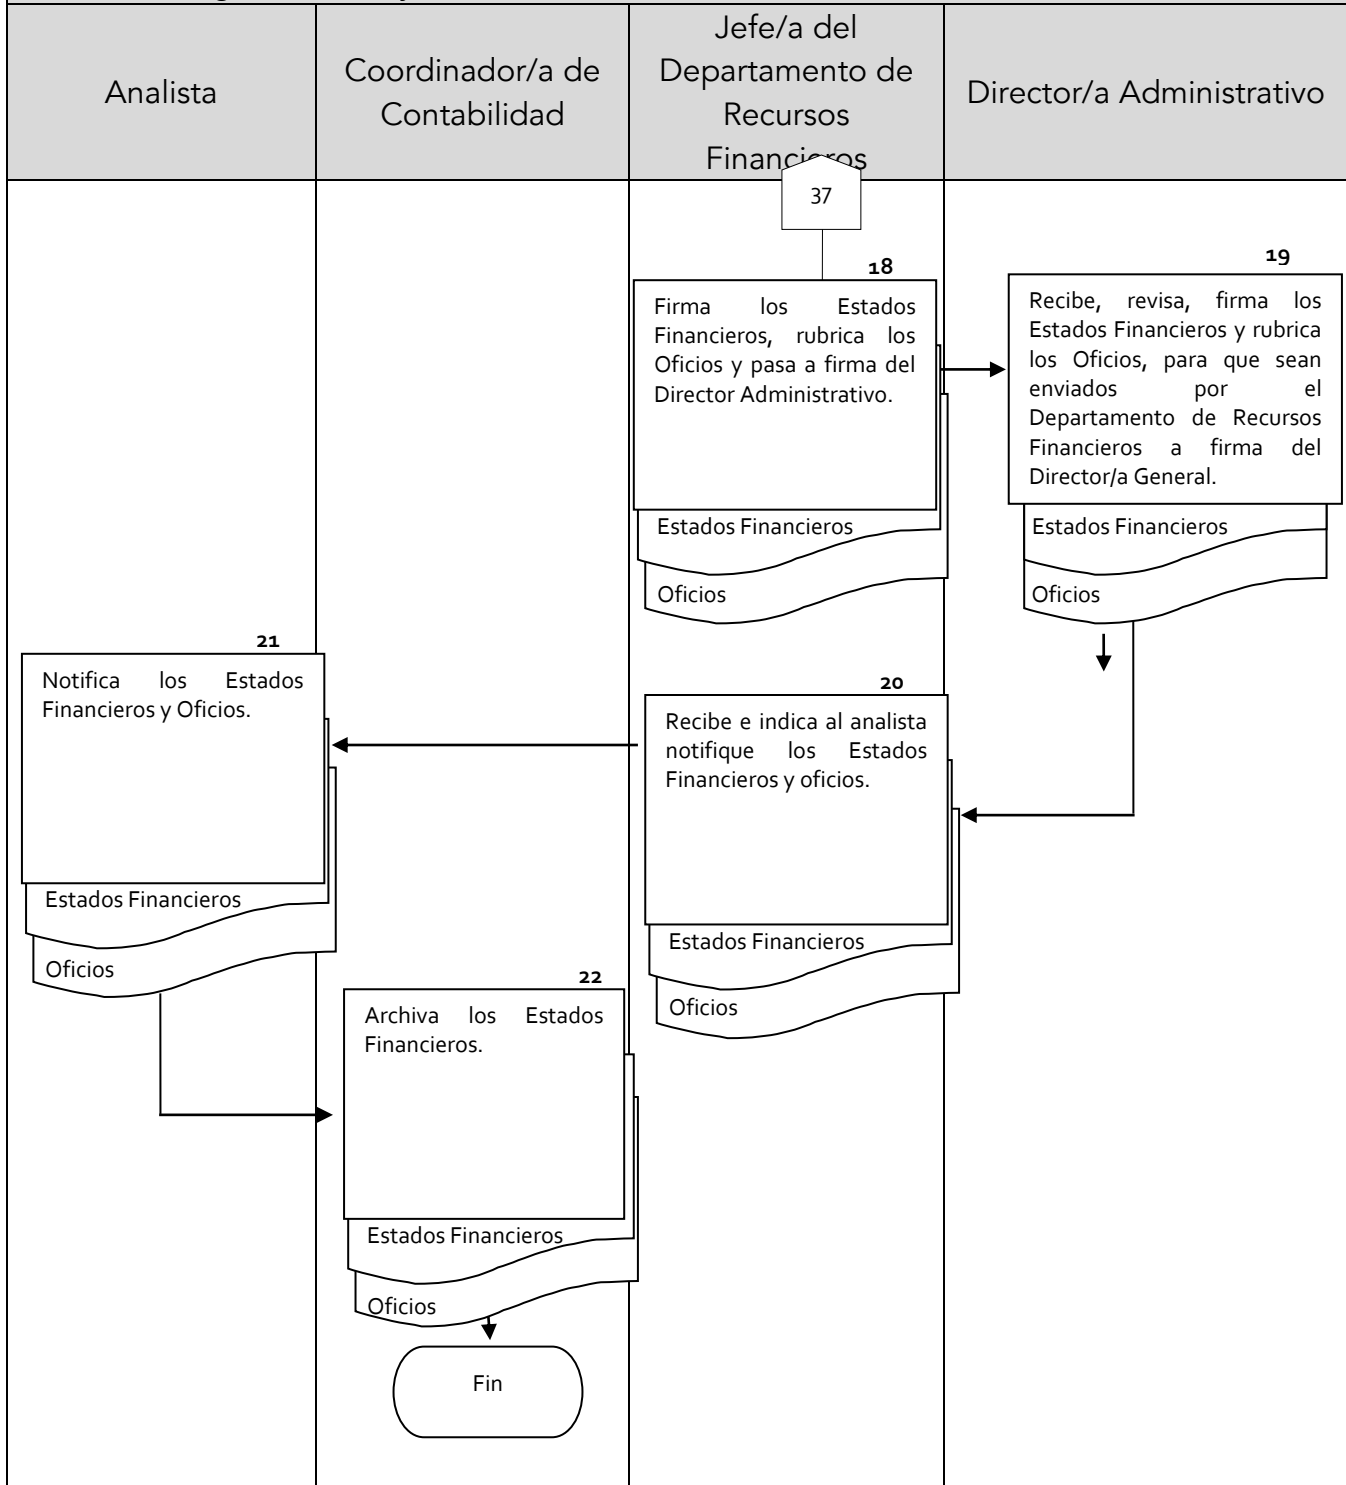 Analista
Coordinador/a de
Contabilidad
Jefe/a del
Departamento de
Recursos
Financieros
Director/a Administrativo
37
18
Firma los Estados
Financieros, rubrica los
Oficios y pasa a firma del
Director Administrativo.
Estados Financieros
Oficios
19
Recibe, revisa, firma los
Estados Financieros y rubrica
los Oficios, para que sean
enviados por el
Departamento de Recursos
Financieros a firma del
Director/a General.
Estados Financieros
Oficios
20
Recibe e indica al analista
notifique los Estados
Financieros y oficios.
Estados Financieros
Oficios
21
Notifica los Estados
Financieros y Oficios.
Estados Financieros
Oficios
22
Archiva los Estados
Financieros.
Estados Financieros
Oficios
Fin